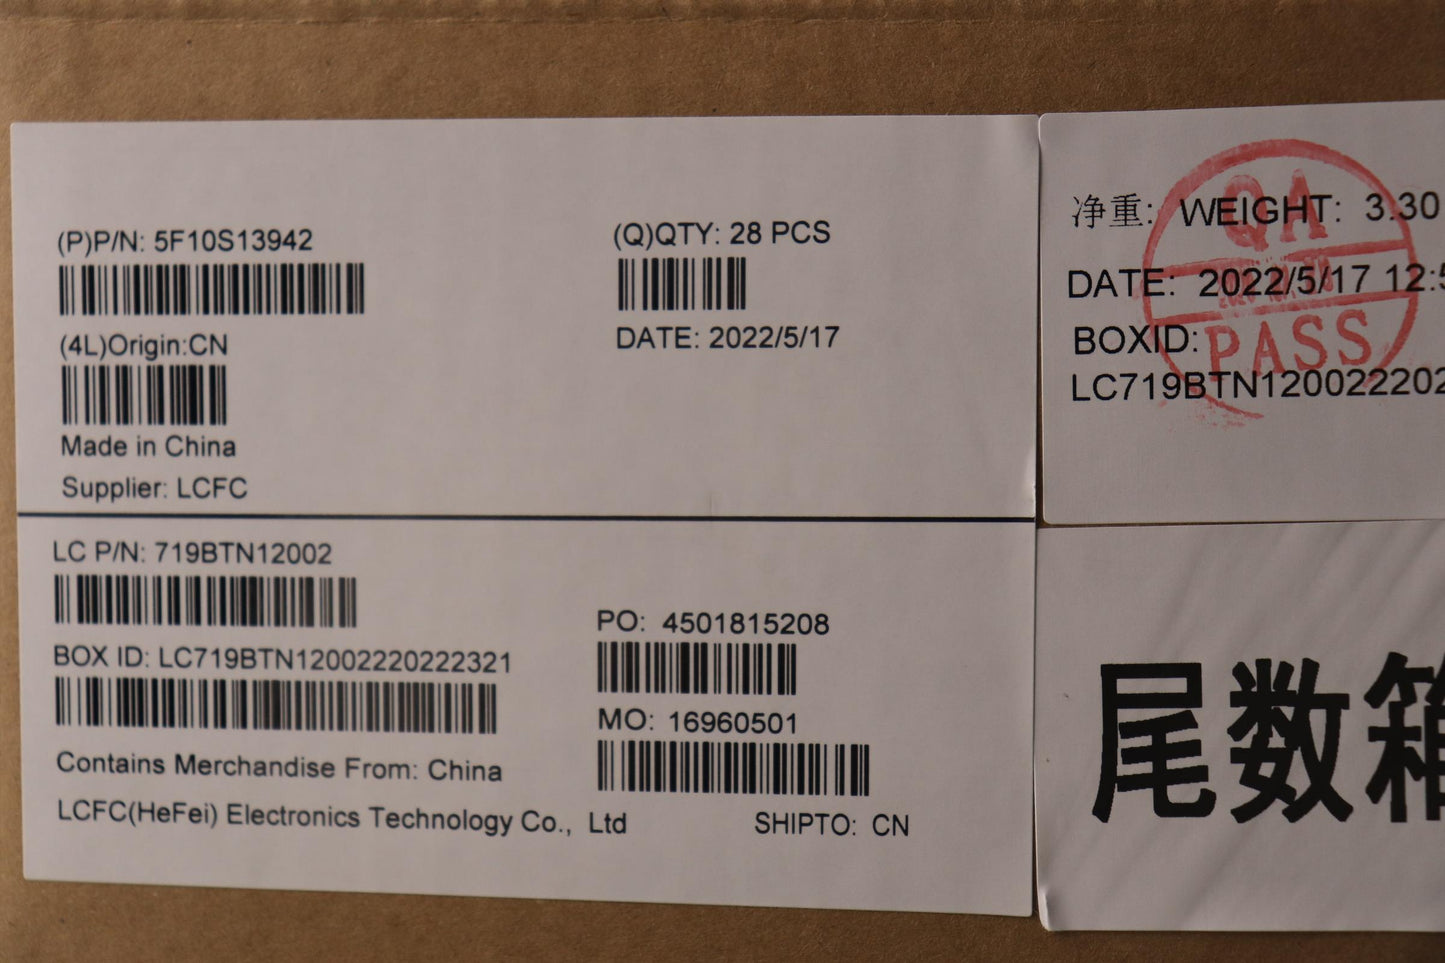 (P)P/N: 5F10S13942
(Q)QTY: 28 PCS
(4L)Origin:CN
DATE: 2022/5/17
Made in China
Supplier: LCFC
LC P/N: 719BTN12002
BOX ID: LC719BTN12002220222321
PO: 4501815208
MO: 16960501
Contains Merchandise From: China
LCFC(HeFei) Electronics Technology Co., Ltd
SHIPTO: CN
净重: WEIGHT: 3.30
DATE: 2022/5/17 12:5
BOXID:
LC719BTN1200222202
QA
PASS
尾数箱